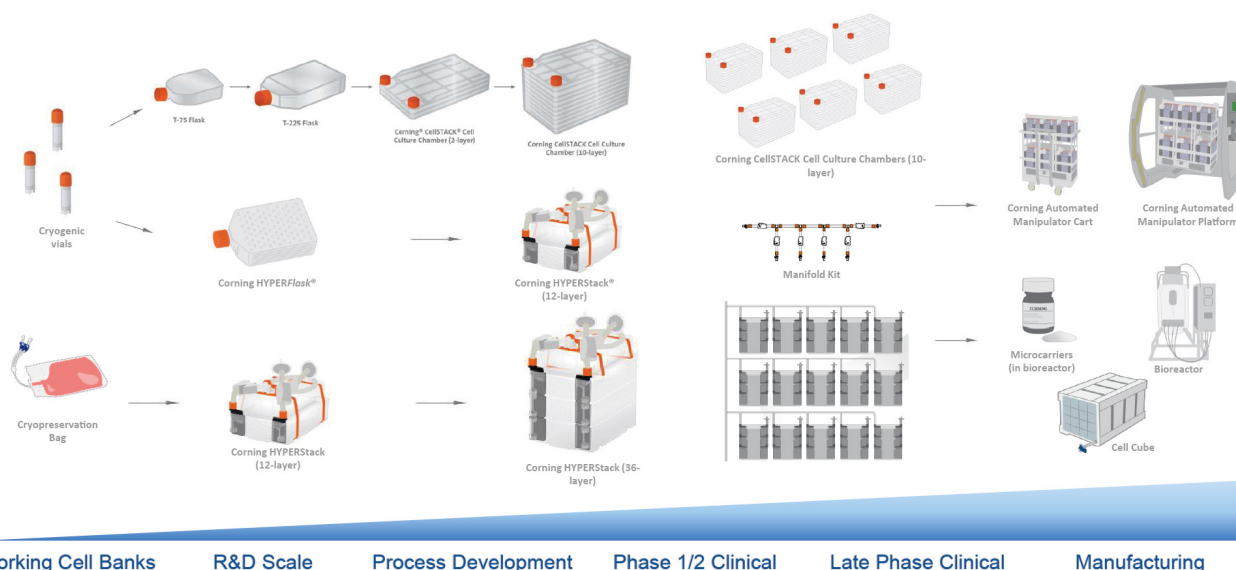 T-75 Flask
T-225 Flask
Corning® CellSTACK® Cell
Culture Chamber (2-layer)
Corning CellSTACK Cell Culture
Chamber (10-layer)
Cryogenic
vials
Corning HYPERFlask®
Corning HYPERStack®
(12-layer)
Cryopreservation
Bag
Corning HYPERStack
(12-layer)
Corning HYPERStack (36-
layer)
Corning CellSTACK Cell Culture Chambers (10-
layer)
Manifold Kit
Corning Automated
Manipulator Cart
Corning Automated
Manipulator Platform
CORNING
Microcarriers
(in bioreactor)
Bioreactor
Cell Cube
orking Cell Banks
R&D Scale
Process Development
Phase 1/2 Clinical
Late Phase Clinical
Manufacturing